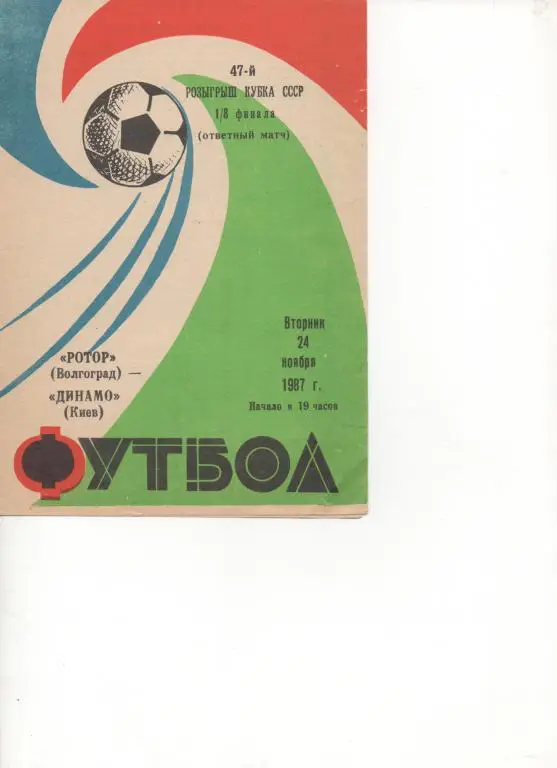 47-й
РОЗЫГРЫШ КУБКА СССР
1/8 финала
(ответный матч)
Вторник
24
ноября
1987 г.
Начало в 19 часов
«РОТОР»
(Волгоград) —
«ДИНАМО»
(Киев)
ФУТБОЛ